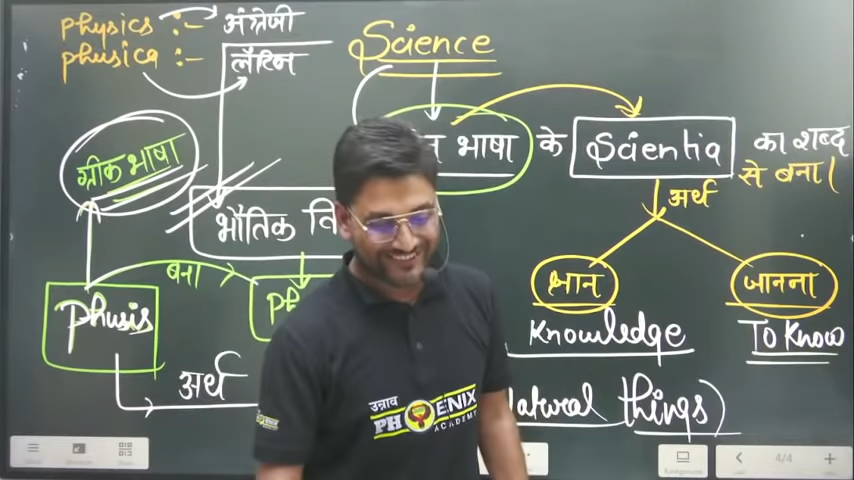 Physics :- अंग्रेजी
phusica :- लैटिन
Science
भाषा के Scientia का शब्द
से बना।
ग्रीक भाषा
अर्थ
भौतिक
बना
ज्ञान जानना
Phusis
Knowledge To Know
अर्थ
Natural things)
उन्नाव
PHOENIX
ACADEMY
4/4